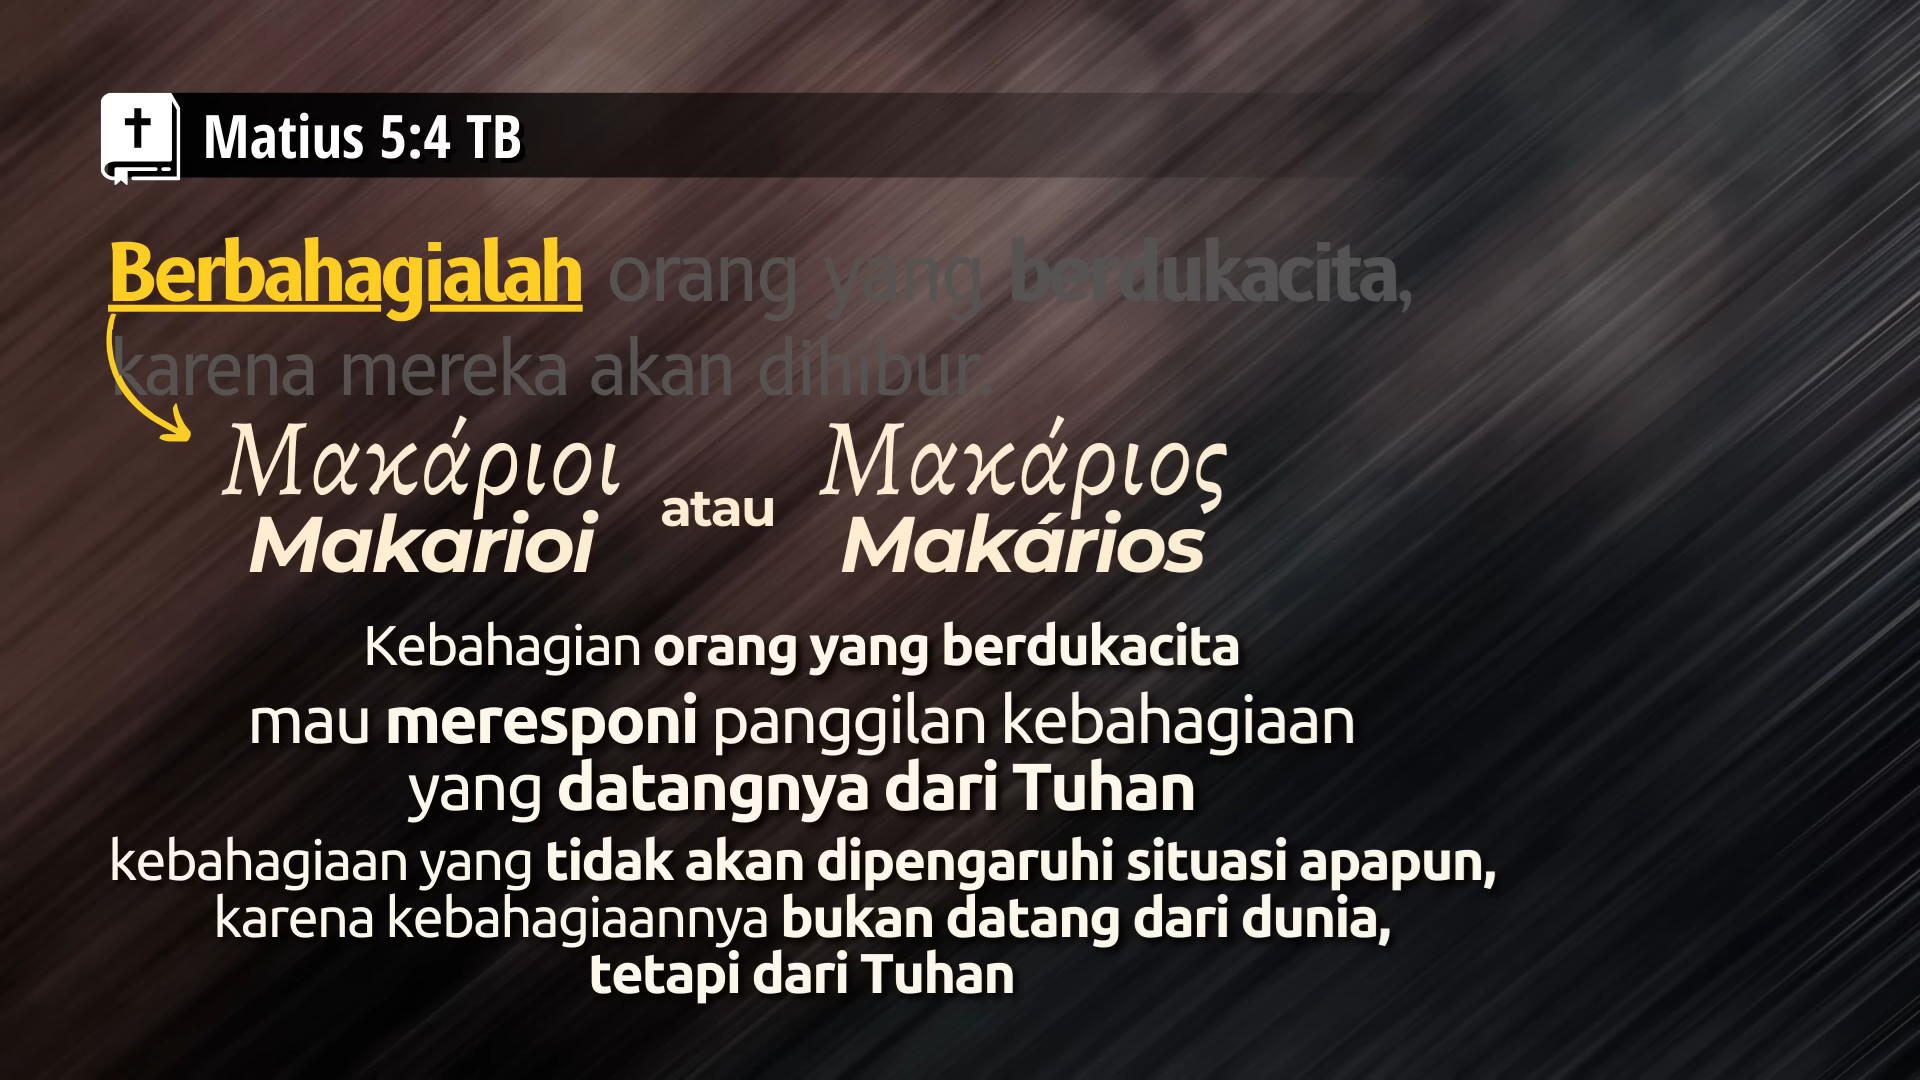 Matius 5:4 TB
Berbahagialah orang yang berdukacita,
karena mereka akan dihibur.
Μακάριοι atau Μακάριος
Makarioi Makários
Kebahagian orang yang berdukacita
mau meresponi panggilan kebahagiaan
yang datangnya dari Tuhan
kebahagiaan yang tidak akan dipengaruhi situasi apapun,
karena kebahagiaannya bukan datang dari dunia,
tetapi dari Tuhan